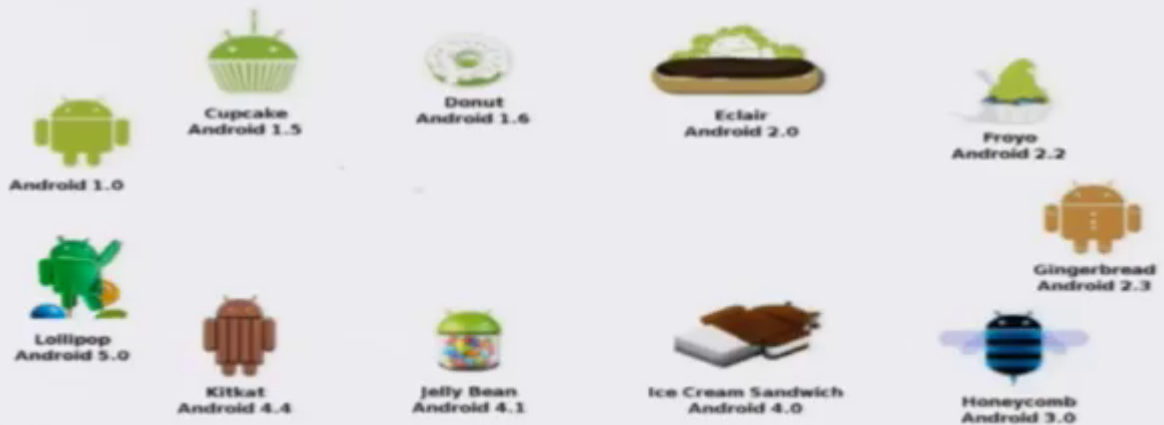 Cupcake
Android 1.5
Donut
Android 1.6
Eclair
Android 2.0
Froyo
Android 2.2
Android 1.0
Gingerbread
Android 2.3
Lollipop
Android 5.0
Kitkat
Android 4.4
Jelly Bean
Android 4.1
Ice Cream Sandwich
Android 4.0
Honeycomb
Android 3.0